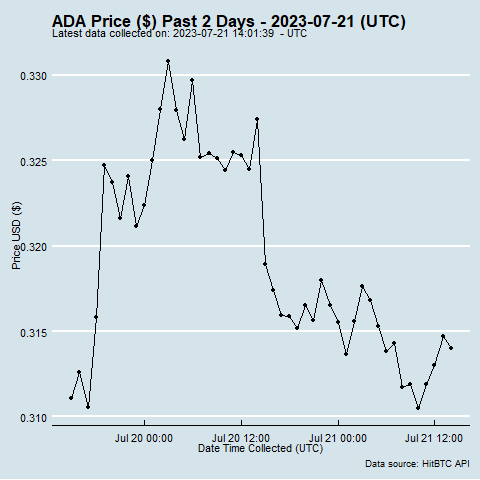 ADA Price ($) Past 2 Days - 2023-07-21 (UTC)
Latest data collected on: 2023-07-21 14:01:39  - UTC
0.330
0.325
0.320
0.315
0.310
Price USD ($)
Jul 20 00:00
Jul 20 12:00
Jul 21 00:00
Jul 21 12:00
Date Time Collected (UTC)
Data source: HitBTC API